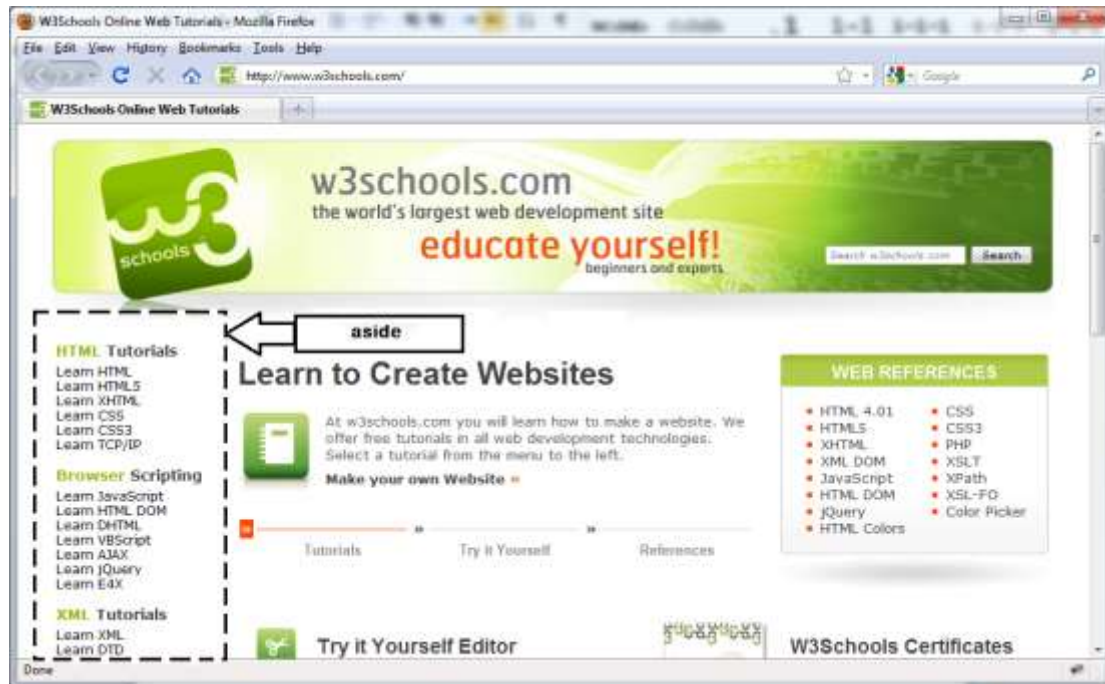 W3Schools Online Web Tutorials - Mozilla Firefox
File Edit View History Bookmarks Tools Help
http://www.w3schools.com/
Google
W3Schools Online Web Tutorials
w3 schools
w3schools.com
the world's largest web development site
educate yourself!
beginners and experts
Search w3schools.com
Search
aside
HTML Tutorials
Learn HTML
Learn HTML5
Learn XHTML
Learn CSS
Learn CSS3
Learn TCP/IP
Browser Scripting
Learn JavaScript
Learn HTML DOM
Learn DHTML
Learn VBScript
Learn AJAX
Learn jQuery
Learn E4X
XML Tutorials
Learn XML
Learn DTD
Learn to Create Websites
At w3schools.com you will learn how to make a website. We
offer free tutorials in all web development technologies.
Select a tutorial from the menu to the left.
Make your own Website »
» » »
Tutorials Try it Yourself References
WEB REFERENCES
• HTML 4.01
• HTML5
• XHTML
• XML DOM
• JavaScript
• HTML DOM
• jQuery
• HTML Colors
• CSS
• CSS3
• PHP
• XSLT
• XPath
• XSL-FO
• Color Picker
Try it Yourself Editor
W3Schools Certificates
Done